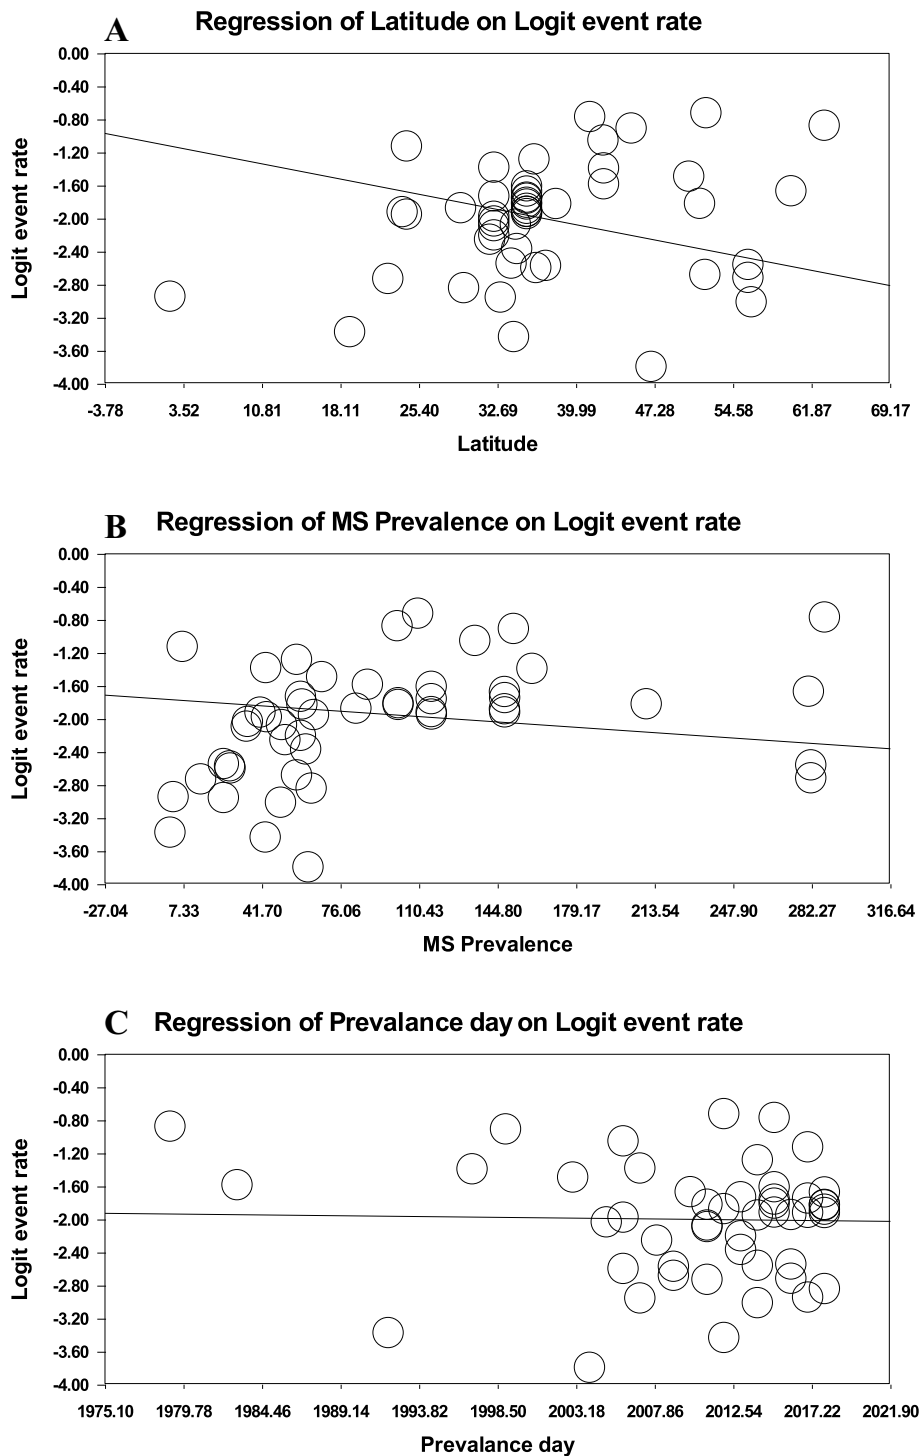 A Regression of Latitude on Logit event rate
0.00
-0.40
-0.80
-1.20
-1.60
-2.00
-2.40
-2.80
-3.20
-3.60
-4.00
Logit event rate
-3.78 3.52 10.81 18.11 25.40 32.69 39.99 47.28 54.58 61.87 69.17
Latitude
B Regression of MS Prevalence on Logit event rate
0.00
-0.40
-0.80
-1.20
-1.60
-2.00
-2.40
-2.80
-3.20
-3.60
-4.00
Logit event rate
-27.04 7.33 41.70 76.06 110.43 144.80 179.17 213.54 247.90 282.27 316.64
MS Prevalence
C Regression of Prevalance day on Logit event rate
0.00
-0.40
-0.80
-1.20
-1.60
-2.00
-2.40
-2.80
-3.20
-3.60
-4.00
Logit event rate
1975.10 1979.78 1984.46 1989.14 1993.82 1998.50 2003.18 2007.86 2012.54 2017.22 2021.90
Prevalance day